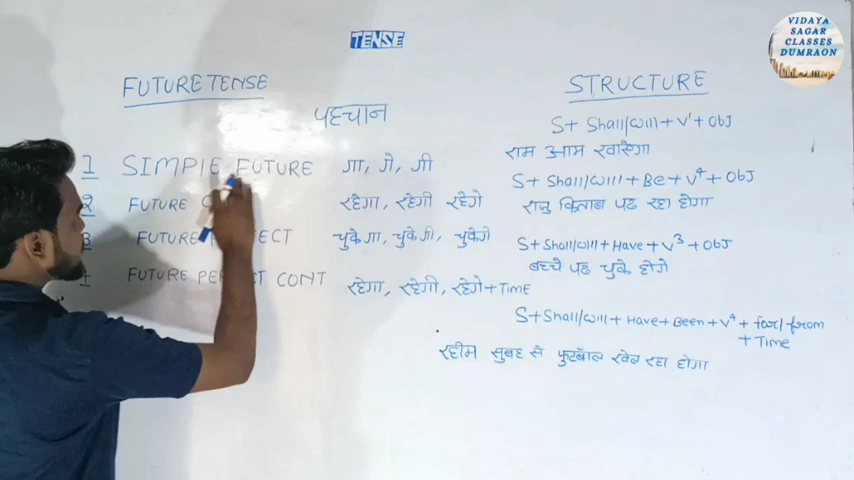 TENSE
VIDAYA
SAGAR
CLASSES
DUMRAON
FUTURE TENSE
पहचान
STRUCTURE
1 SIMPLE FUTURE गा, गे, गी
S+ Shall/will + V¹ + Obj
राम आम खाएगा
2 FUTURE रहेगा, रहेगी रहेगे
S+ Shall/will + Be + V⁴ + Obj
रानु किताब पढ रहा होगा
3 FUTURE चुकेगा, चुकेगी, चुकेगे
S+Shall/will + Have + V³ + Obj
बच्चे पढ चुके होगे
FUTURE PERFECT CONT रहेगा, रहेगी, रहेगे + TIME
S+Shall/will + Have + Been + V⁴ + for/from
+ Time
रहीम सुबह से फुटबोल खेल रहा होगा